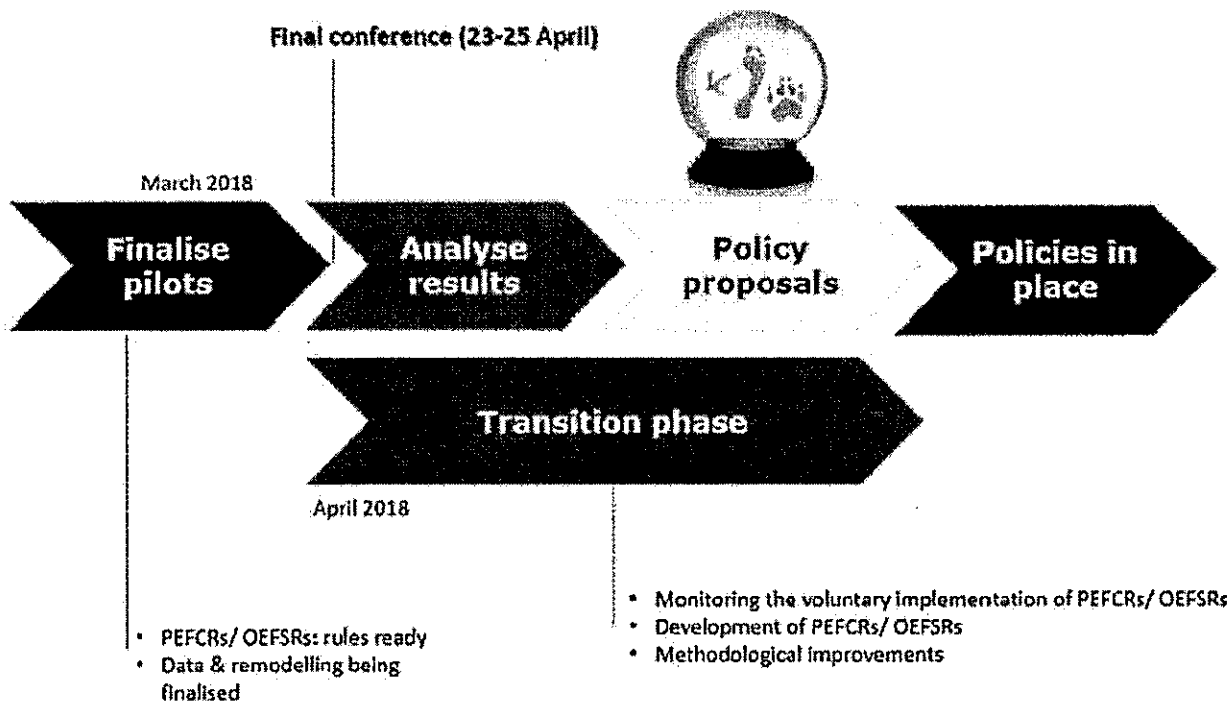 Final conference (23-25 April)
March 2018
Finalise
pilots
Analyse
results
Policy
proposals
Policies in
place
Transition phase
April 2018
• PEFCRs/ OEFSRs: rules ready
• Data & remodelling being
finalised
• Monitoring the voluntary implementation of PEFCRs/ OEFSRs
• Development of PEFCRs/ OEFSRs
• Methodological improvements